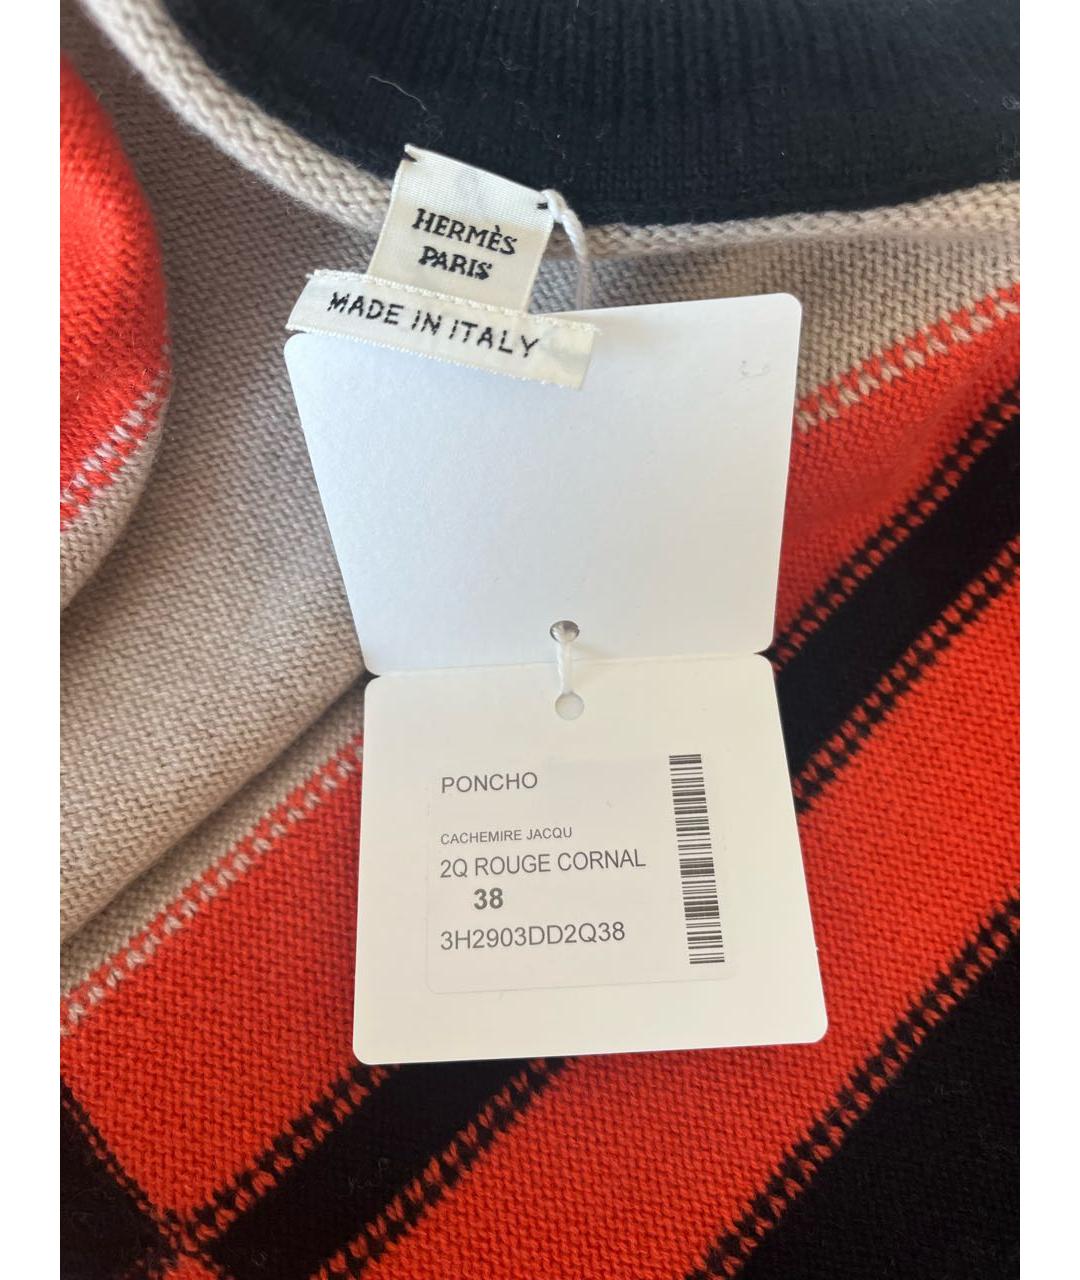 HERMÈS
PARIS
MADE IN ITALY
PONCHO
CACHEMIRE JACQU
2Q ROUGE CORNAL
38
3H2903DD2Q38